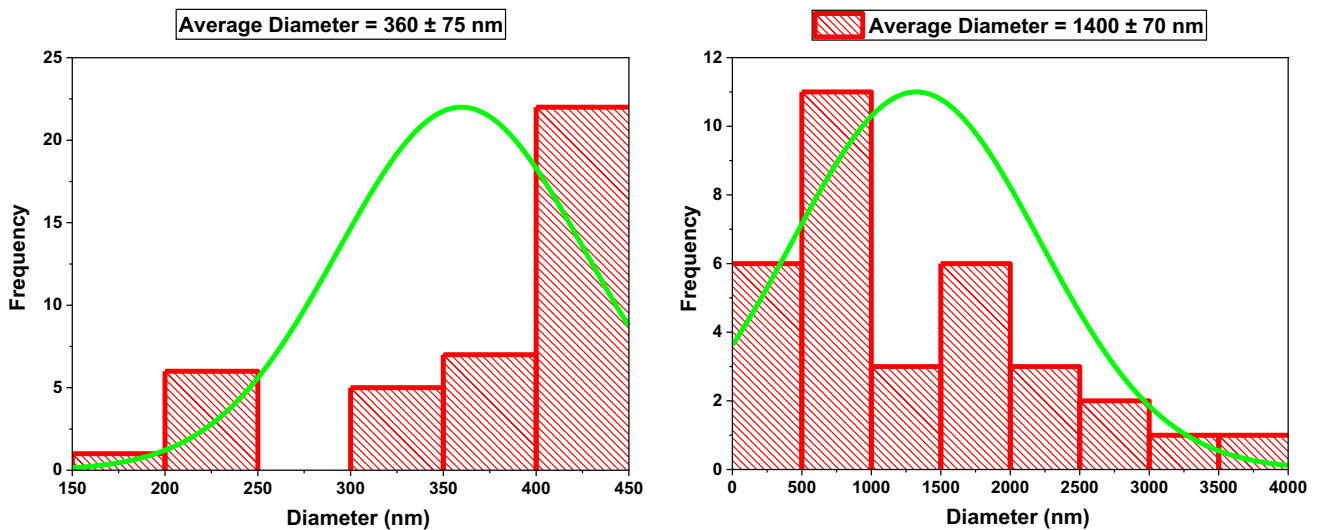 Average Diameter = 360 ± 75 nm
25
20
15
10
5
0
Frequency
150 200 250 300 350 400 450
Diameter (nm)
Average Diameter = 1400 ± 70 nm
12
10
8
6
4
2
0
Frequency
0 500 1000 1500 2000 2500 3000 3500 4000
Diameter (nm)